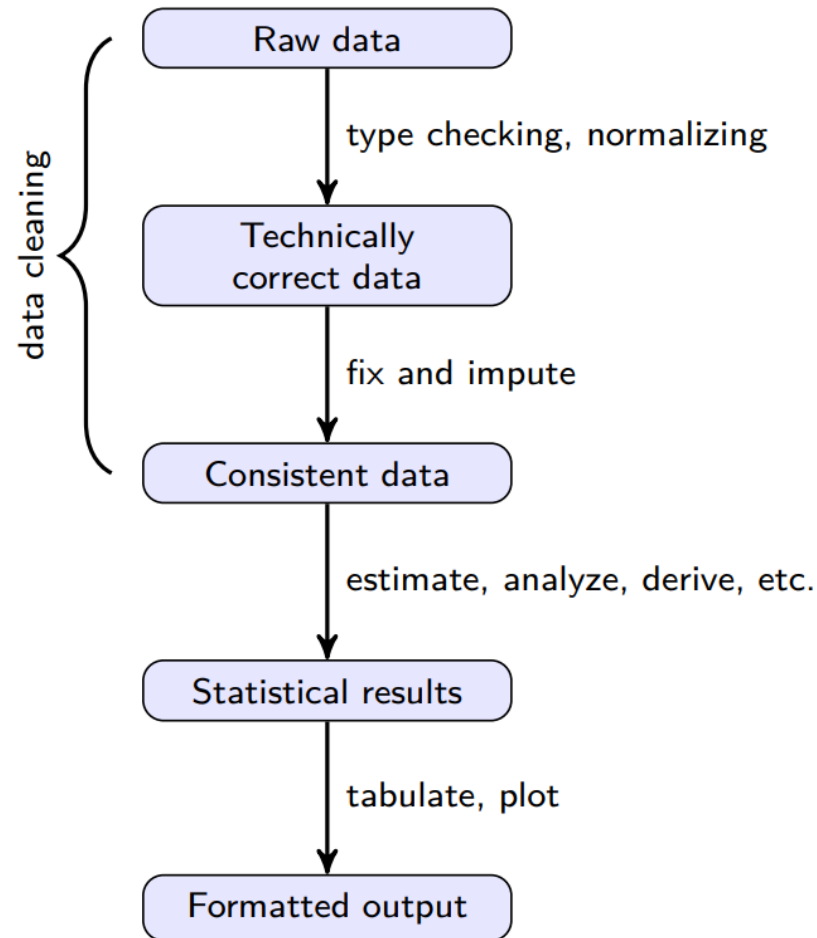 Raw data
type checking, normalizing
data cleaning
Technically
correct data
fix and impute
Consistent data
estimate, analyze, derive, etc.
Statistical results
tabulate, plot
Formatted output